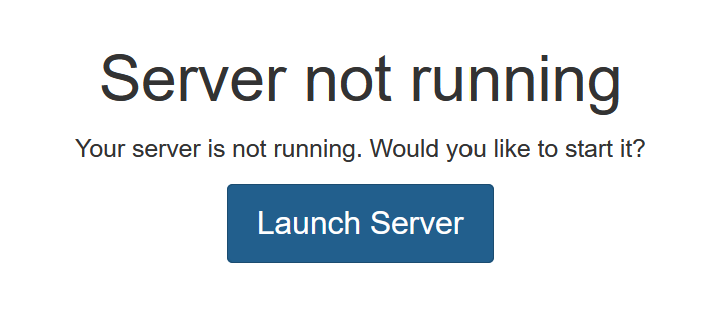 Server not running
Your server is not running. Would you like to start it?
Launch Server